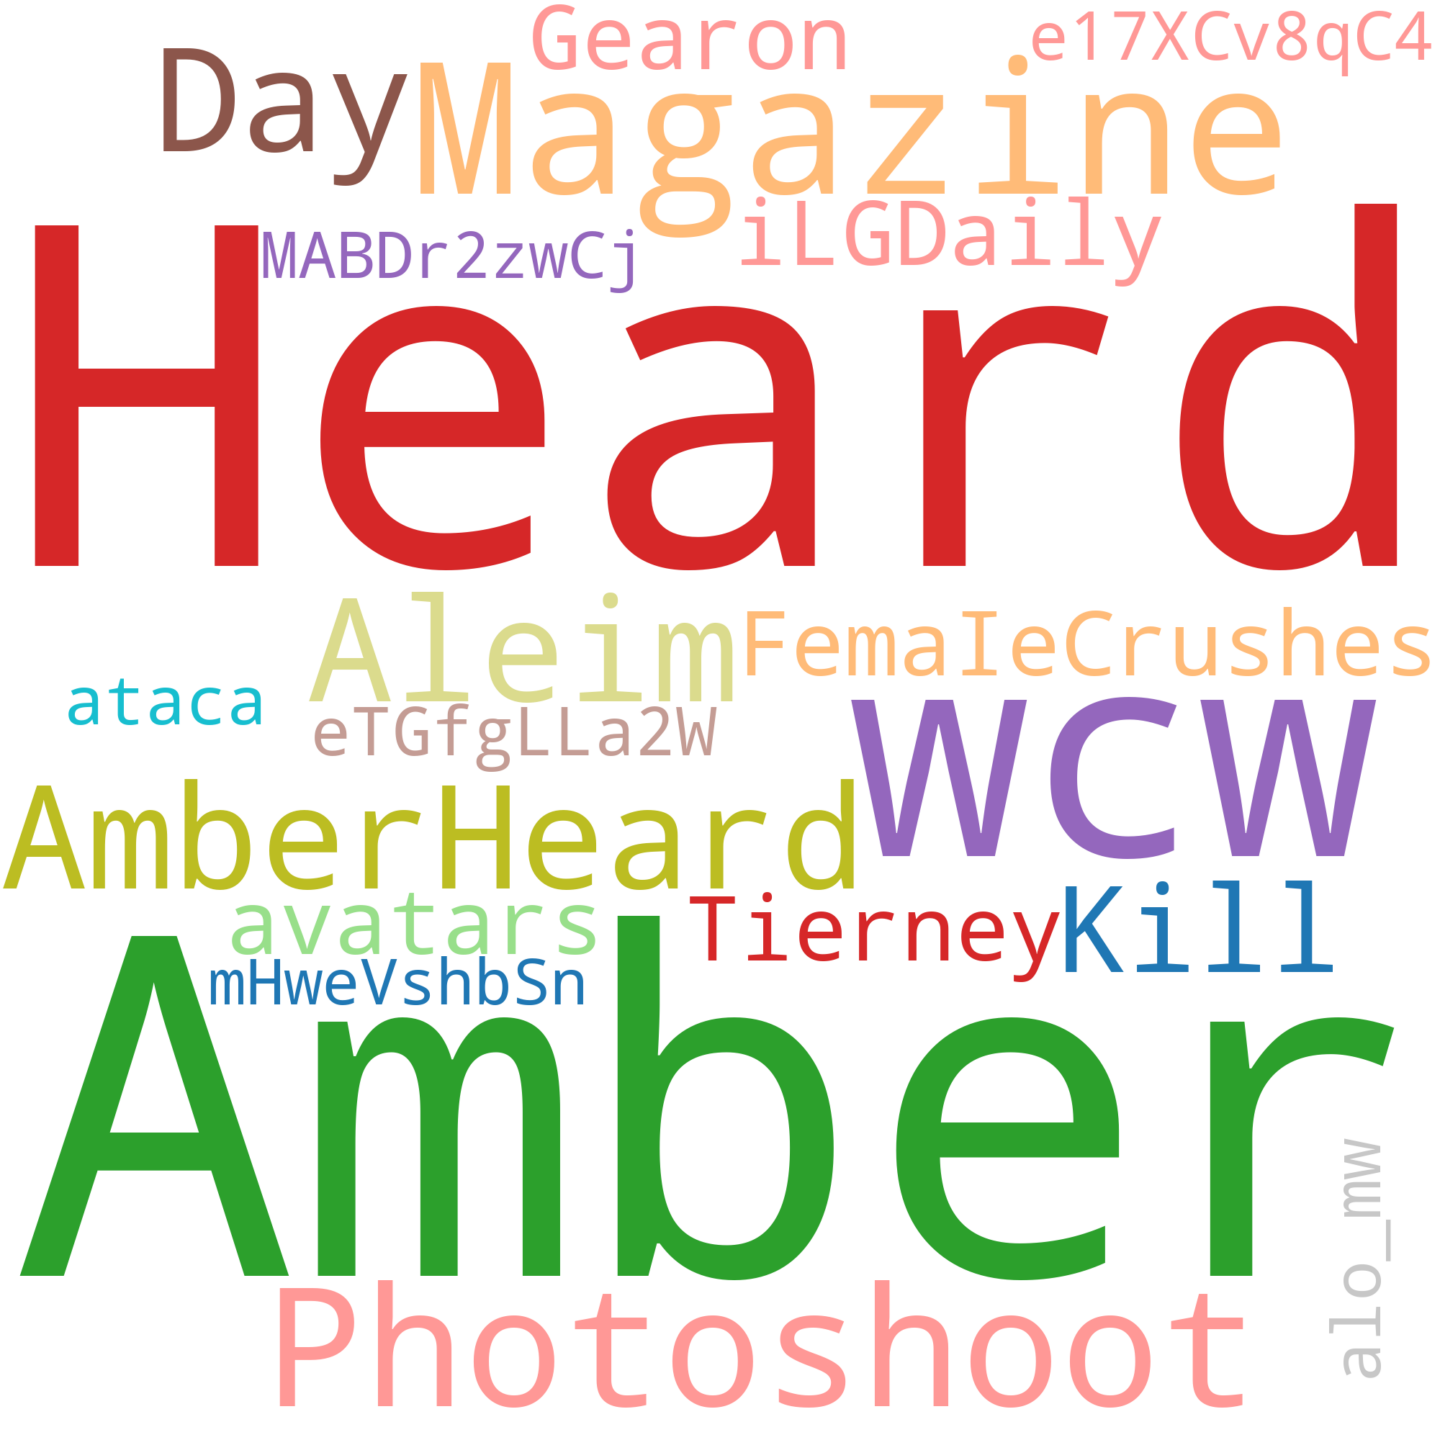 Gearon
e17XCv8qC4
Day
Magazine
iLGDaily
MABDr2zwCj
Heard
Aleim
FemaIeCrushes
ataca
eTGfgLLa2W
wcw
AmberHeard
avatars
Tierney
Kill
mHweVshbSn
Amber
alo_mw
Photoshoot